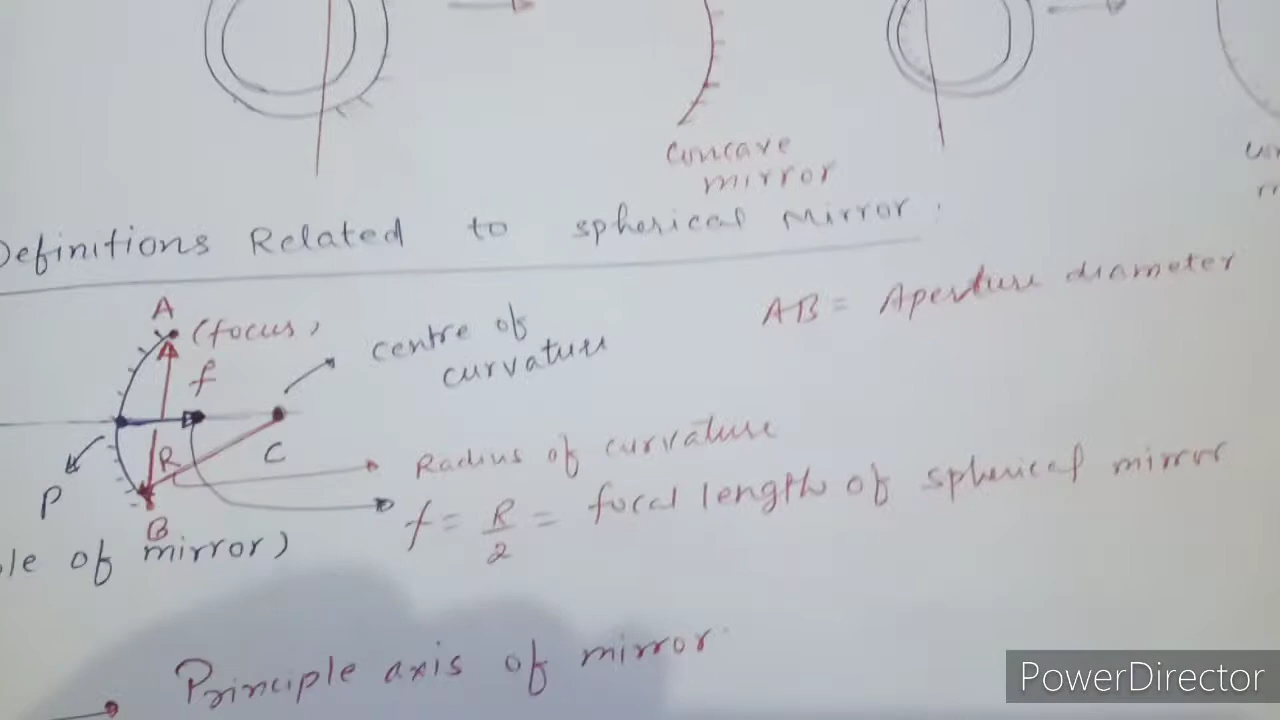 concave
mirror
Definitions Related to spherical Mirror :
A
(focus)
f
centre of
curvature
AB = Aperture diameter
R
C
P
B
Radius of curvature
f = R/2 = focal length of spherical mirror
of mirror)
Principle axis of mirror
PowerDirector